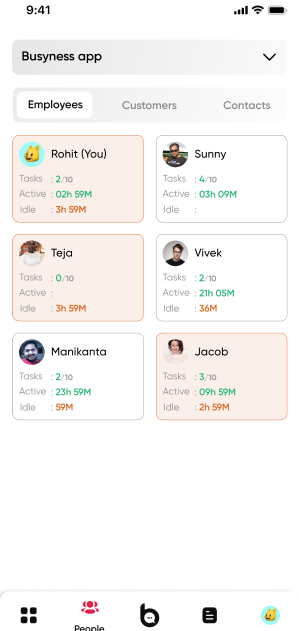 9:41
Busyness app
Employees Customers Contacts
Rohit (You)
Tasks : 2/10
Active : 02h 59M
Idle : 3h 59M
Sunny
Tasks : 4/10
Active : 03h 09M
Idle :
Teja
Tasks : 0/10
Active :
Idle : 3h 59M
Vivek
Tasks : 2/10
Active : 21h 05M
Idle : 36M
Manikanta
Tasks : 2/10
Active : 23h 59M
Idle : 59M
Jacob
Tasks : 3/10
Active : 09h 59M
Idle : 2h 59M
People